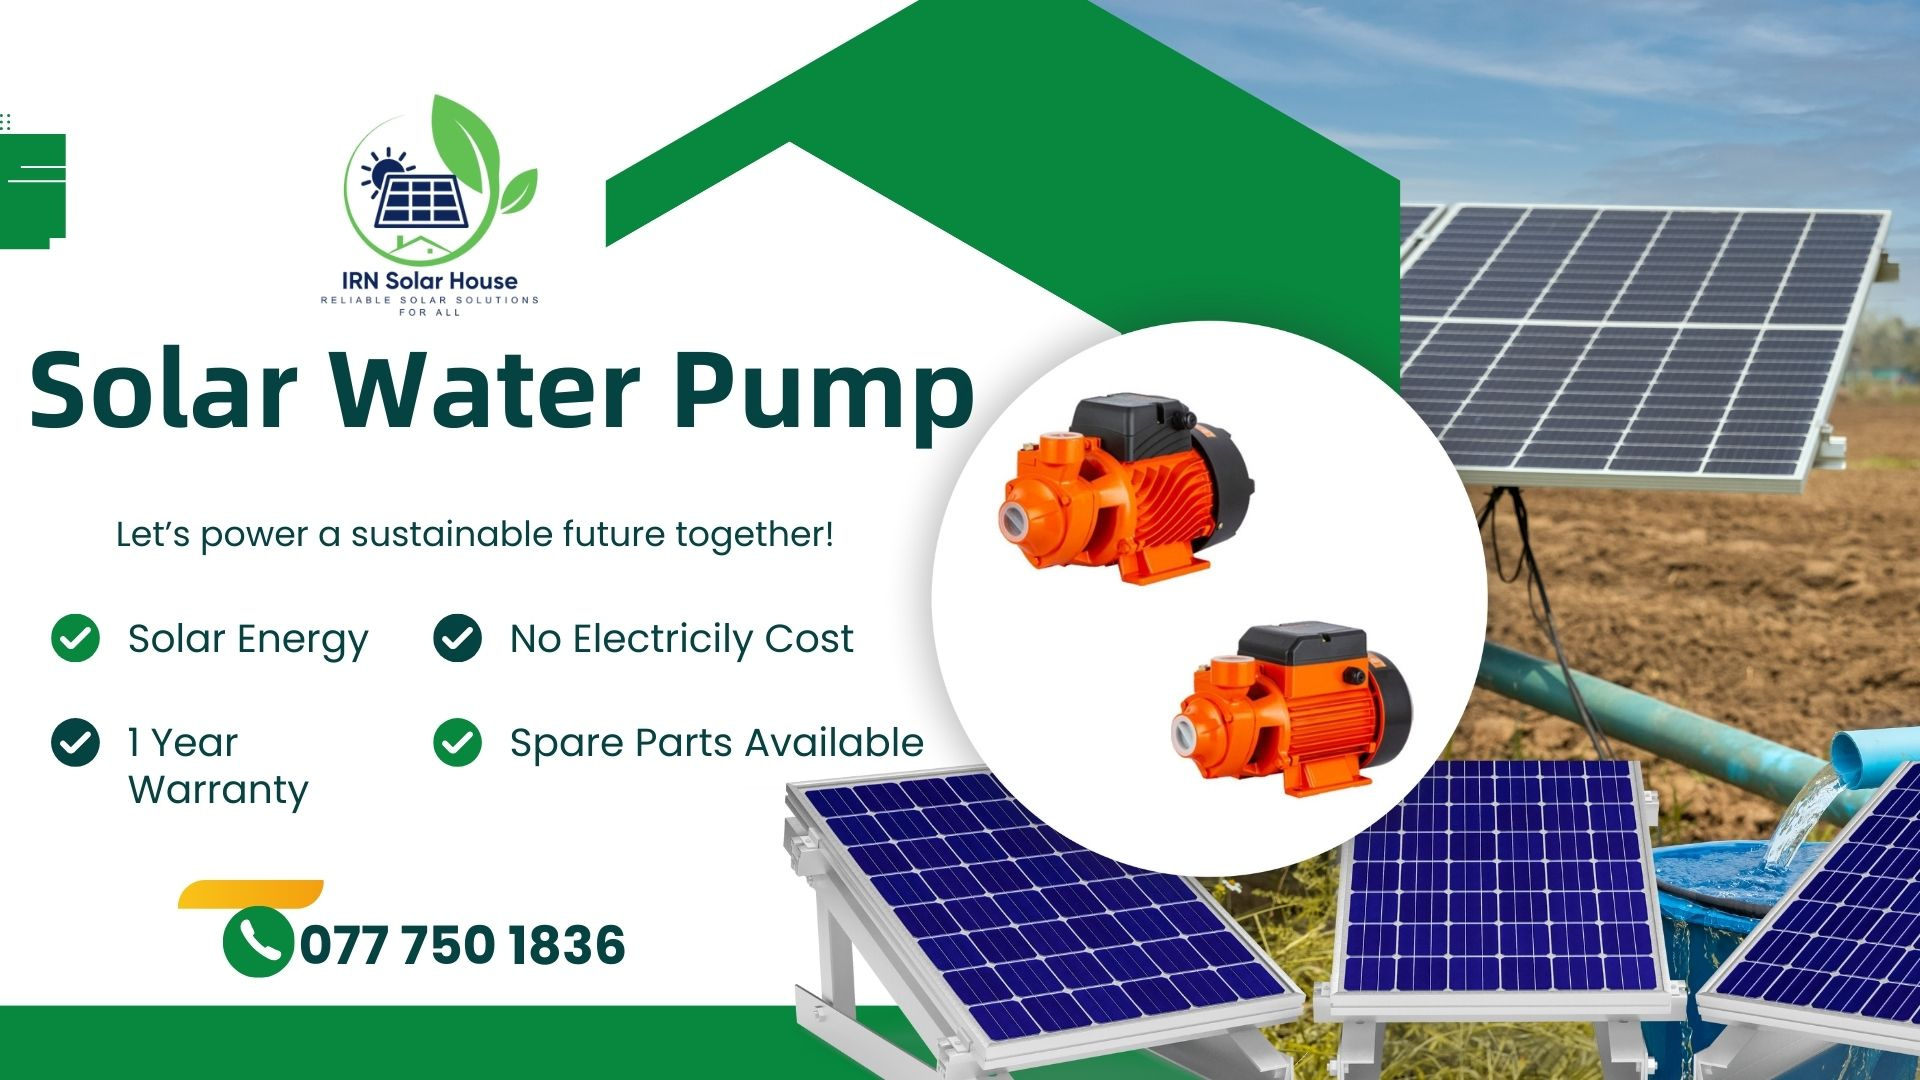 IRN Solar House
RELIABLE SOLAR SOLUTIONS
FOR ALL
Solar Water Pump
Let’s power a sustainable future together!
Solar Energy
No Electricily Cost
1 Year
Warranty
Spare Parts Available
077 750 1836